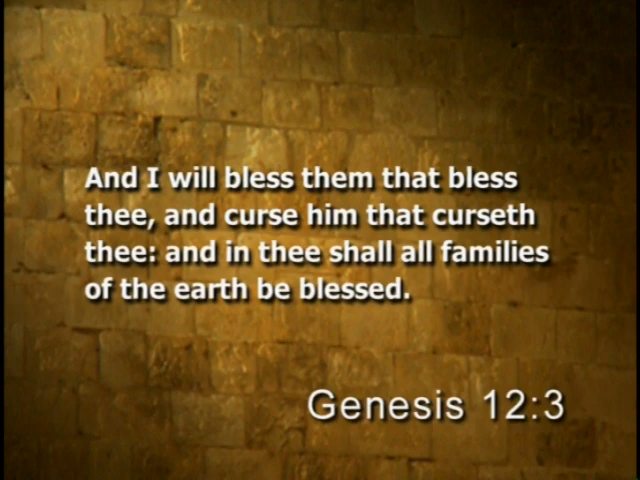 And I will bless them that bless
thee, and curse him that curseth
thee: and in thee shall all families
of the earth be blessed.
Genesis 12:3